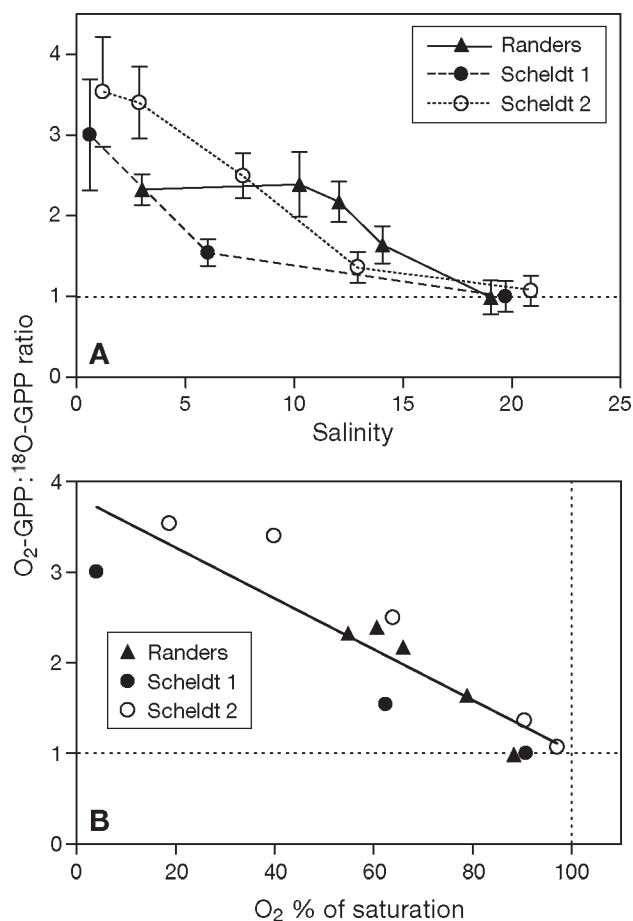 4
3
2
1
0
Randers
Scheldt 1
Scheldt 2
A
0 5 10 15 20 25
Salinity
O₂-GPP:¹⁸O-GPP ratio
4
3
2
1
0
Randers
Scheldt 1
Scheldt 2
B
0 20 40 60 80 100
O₂ % of saturation